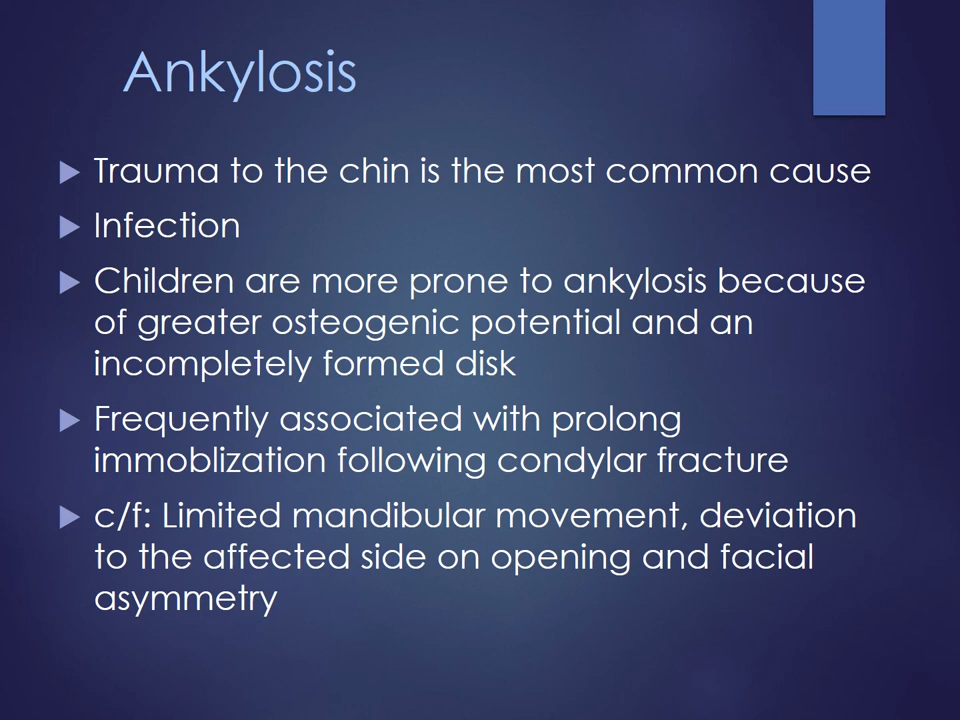 Ankylosis
Trauma to the chin is the most common cause
Infection
Children are more prone to ankylosis because
of greater osteogenic potential and an
incompletely formed disk
Frequently associated with prolong
immoblization following condylar fracture
c/f: Limited mandibular movement, deviation
to the affected side on opening and facial
asymmetry